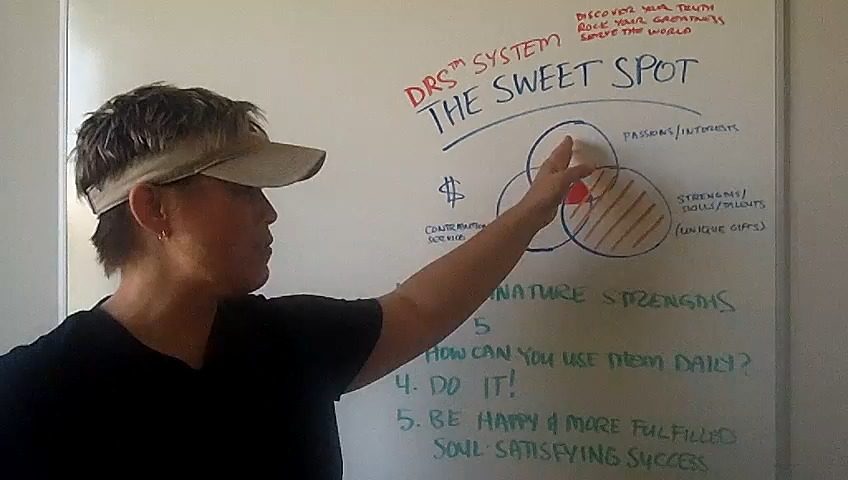 DISCOVER YOUR TRUTH
ROCK YOUR GREATNESS
SERVE THE WORLD
DRS™ SYSTEM
THE SWEET SPOT
PASSIONS/INTERESTS
$
STRENGTHS/
SKILLS/TALENTS
(UNIQUE GIFTS)
SERVICE
NATURE STRENGTHS
5
HOW CAN YOU USE THEM DAILY?
4. DO IT!
5. BE HAPPY & MORE FULFILLED
SOUL-SATISFYING SUCCESS